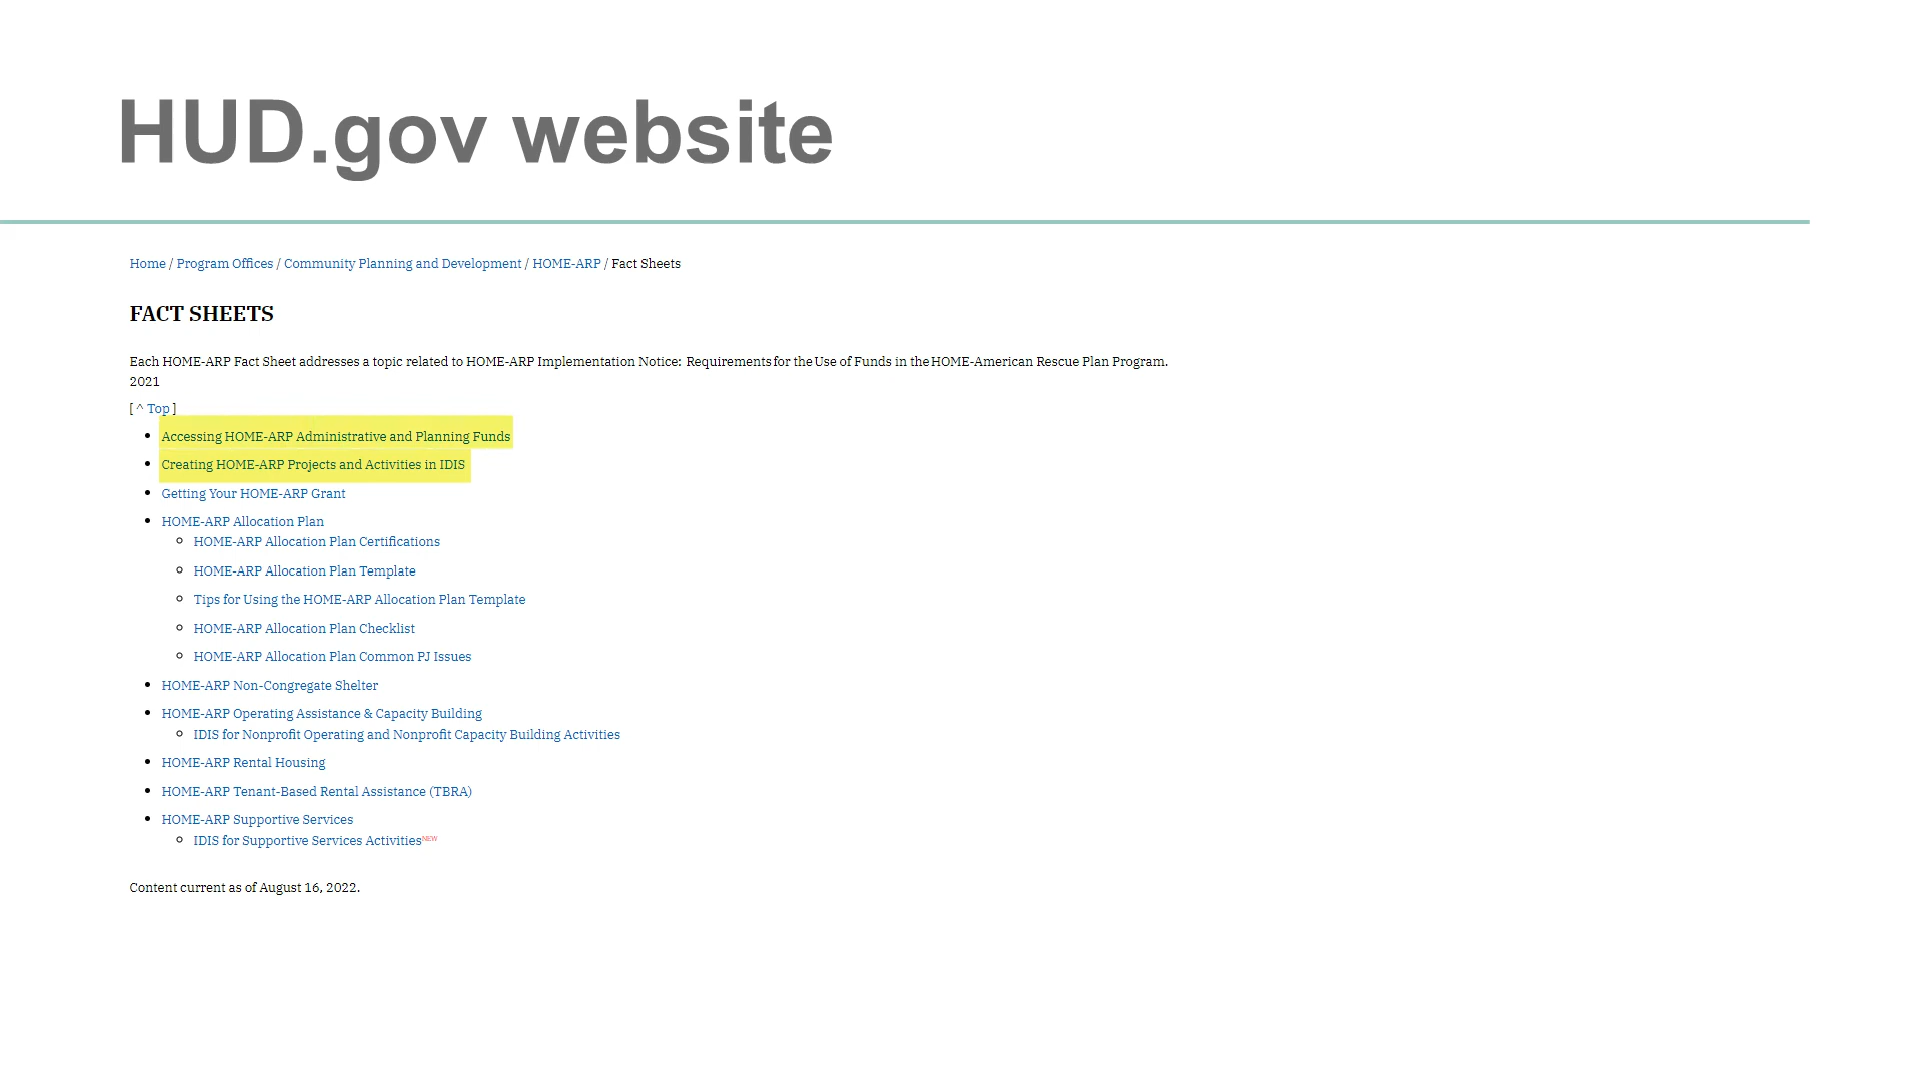 HUD.gov website
Home / Program Offices / Community Planning and Development / HOME-ARP / Fact Sheets
FACT SHEETS
Each HOME-ARP Fact Sheet addresses a topic related to HOME-ARP Implementation Notice: Requirements for the Use of Funds in the HOME-American Rescue Plan Program.
2021
[ ^ Top ]
• Accessing HOME-ARP Administrative and Planning Funds
• Creating HOME-ARP Projects and Activities in IDIS
• Getting Your HOME-ARP Grant
• HOME-ARP Allocation Plan
◦ HOME-ARP Allocation Plan Certifications
◦ HOME-ARP Allocation Plan Template
◦ Tips for Using the HOME-ARP Allocation Plan Template
◦ HOME-ARP Allocation Plan Checklist
◦ HOME-ARP Allocation Plan Common PJ Issues
• HOME-ARP Non-Congregate Shelter
• HOME-ARP Operating Assistance & Capacity Building
◦ IDIS for Nonprofit Operating and Nonprofit Capacity Building Activities
• HOME-ARP Rental Housing
• HOME-ARP Tenant-Based Rental Assistance (TBRA)
• HOME-ARP Supportive Services
◦ IDIS for Supportive Services Activities NEW
Content current as of August 16, 2022.